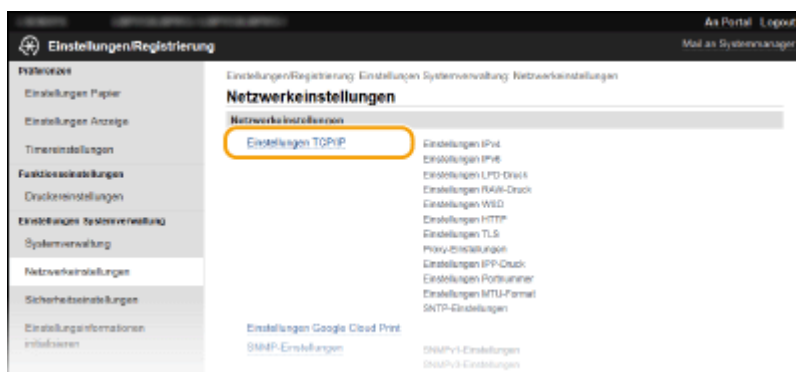 An Portal Logout
Einstellungen/Registrierung
Mail an Systemmanager
Präferenzen
Einstellungen Papier
Einstellungen Anzeige
Timereinstellungen
Funktionseinstellungen
Druckereinstellungen
Einstellungen Systemverwaltung
Systemverwaltung
Netzwerkeinstellungen
Sicherheitseinstellungen
Einstellungsinformationen
initialisieren
Einstellungen/Registrierung: Einstellungen Systemverwaltung: Netzwerkeinstellungen
Netzwerkeinstellungen
Netzwerkeinstellungen
Einstellungen TCP/IP
Einstellungen IPv4
Einstellungen IPv6
Einstellungen LPD-Druck
Einstellungen RAW-Druck
Einstellungen WSD
Einstellungen HTTP
Einstellungen TLS
Proxy-Einstellungen
Einstellungen IPP-Druck
Einstellungen Portnummer
Einstellungen MTU-Format
SNTP-Einstellungen
Einstellungen Google Cloud Print
SNMP-Einstellungen
SNMPv1-Einstellungen
SNMPv3-Einstellungen